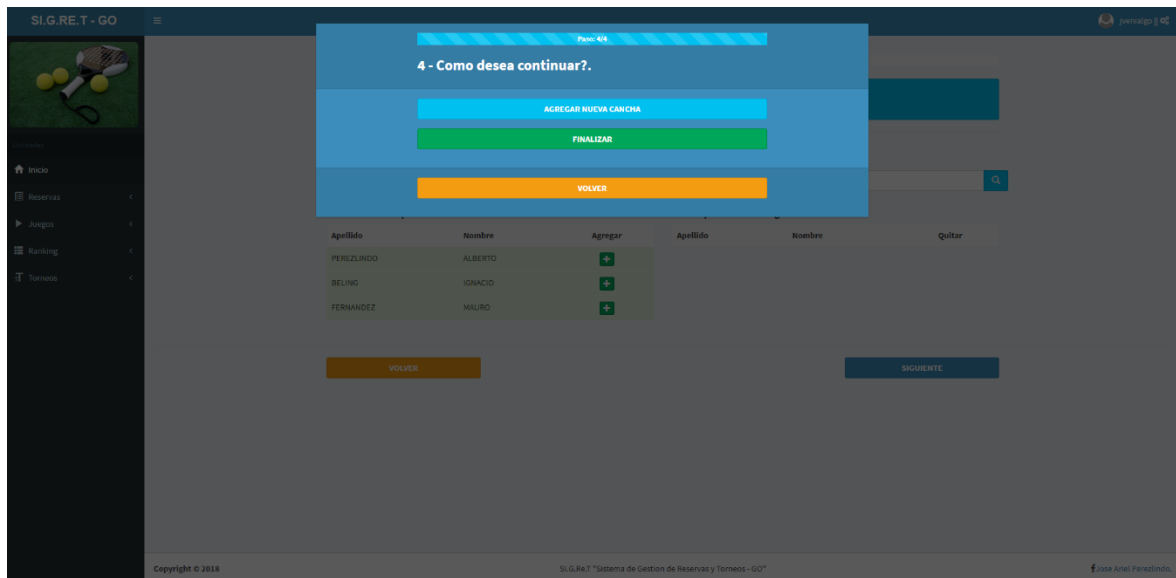 SI.G.RE.T - GO
jversalgo ||
Paso: 4/4
4 - Como desea continuar?.
AGREGAR NUEVA CANCHA
FINALIZAR
VOLVER
Inicio
Reservas
Juegos
Ranking
Torneos
Apellido Nombre Agregar Apellido Nombre Quitar
PEREZLINDO ALBERTO
BELING IGNACIO
FERNANDEZ MAURO
VOLVER SIGUIENTE
Copyright © 2018 SI.G.Re.T "Sistema de Gestion de Reservas y Torneos - GO" Jose Ariel Perezlindo.